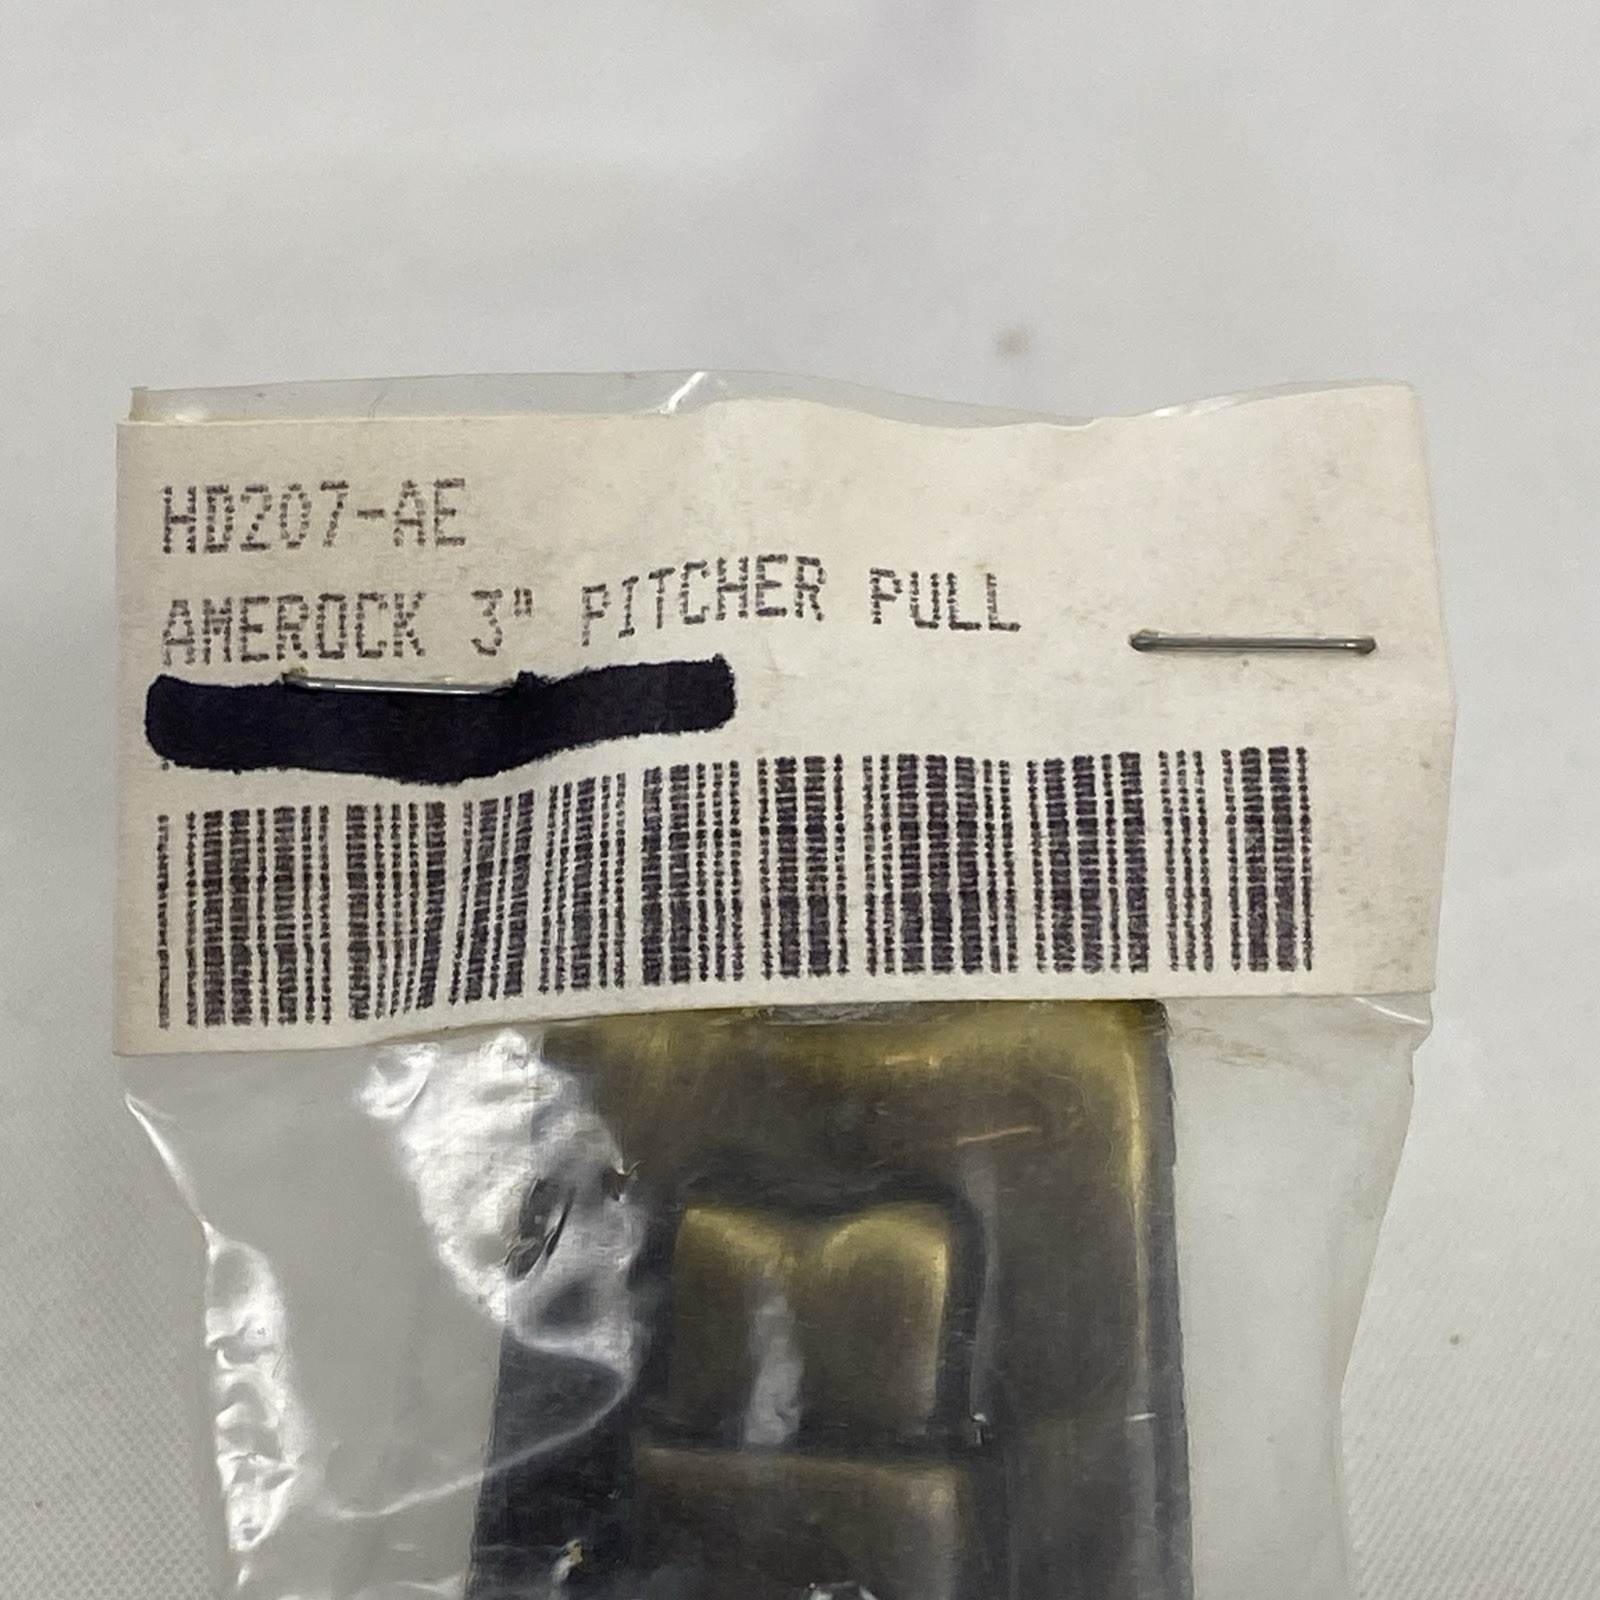 HD207-AE
AMEROCK 3" PITCHER PULL